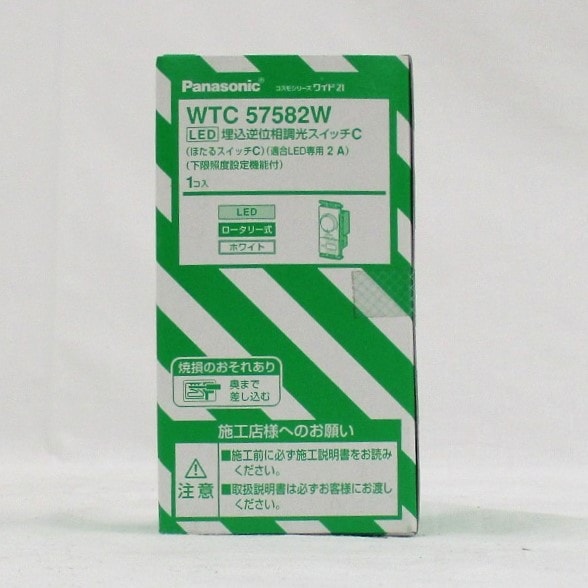 Panasonic® コスモシリーズ ワイド21
WTC 57582W
LED 埋込逆位相調光スイッチC
(ほたるスイッチC)(適合LED専用 2 A)
(下限照度設定機能付)
1コ入
LED
ロータリー式
ホワイト
焼損のおそれあり
奥まで
差し込む
施工店様へのお願い
注意
■施工前に必ず施工説明書をお読み
ください。
■取扱説明書は必ずお客様にお渡し
ください。